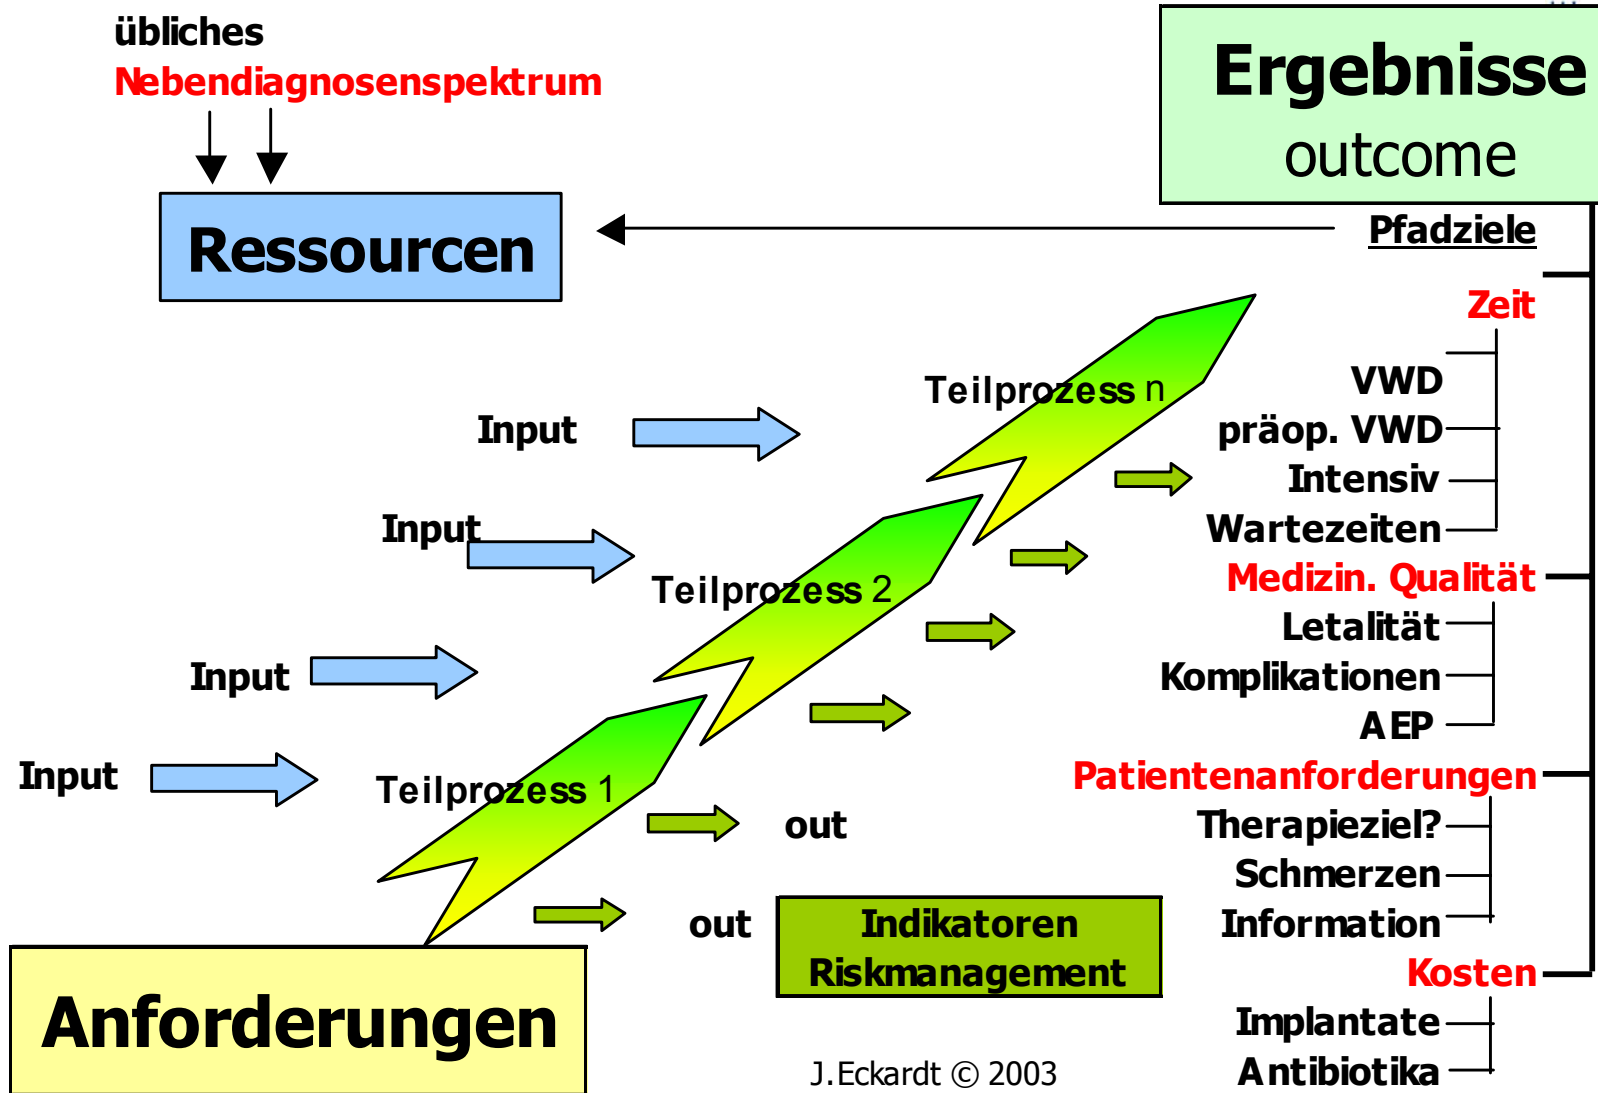 übliches
Nebendiagnosenspektrum
Ergebnisse
outcome
Ressourcen
Pfadziele
Zeit
VWD
präop. VWD
Intensiv
Wartezeiten
Medizin. Qualität
Letalität
Komplikationen
AEP
Patientenanforderungen
Therapieziel?
Schmerzen
Information
Kosten
Implantate
Antibiotika
Teilprozess n
Input
Input
Teilprozess 2
Input
Input
Teilprozess 1
out
out
Indikatoren
Riskmanagement
Anforderungen
J.Eckardt © 2003